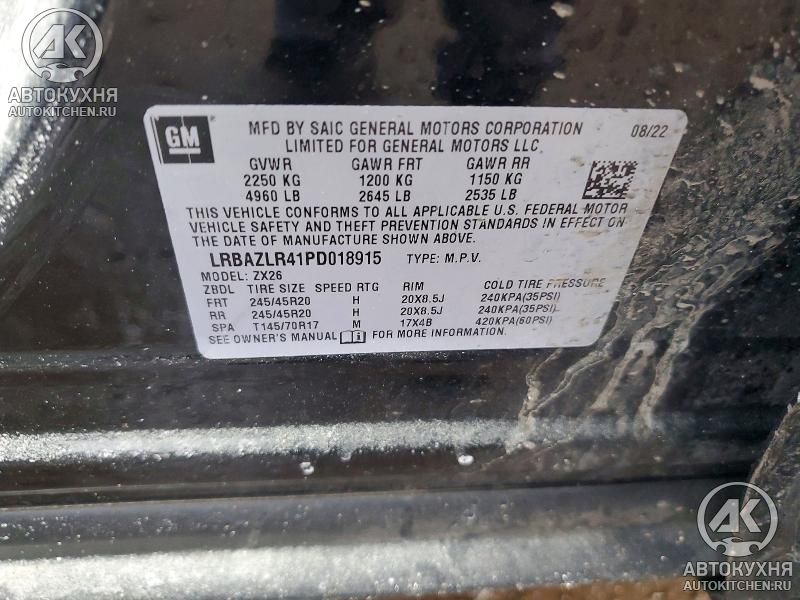 АК
АВТОКУХНЯ
AUTOKITCHEN.RU
GM
MFD BY SAIC GENERAL MOTORS CORPORATION 08/22
LIMITED FOR GENERAL MOTORS LLC
GVWR GAWR FRT GAWR RR
2250 KG 1200 KG 1150 KG
4960 LB 2645 LB 2535 LB
THIS VEHICLE CONFORMS TO ALL APPLICABLE U.S. FEDERAL MOTOR
VEHICLE SAFETY AND THEFT PREVENTION STANDARDS IN EFFECT ON
THE DATE OF MANUFACTURE SHOWN ABOVE.
LRBAZLR41PD018915 TYPE: M.P.V.
MODEL: ZX26
ZBDL TIRE SIZE SPEED RTG RIM COLD TIRE PRESSURE
FRT 245/45R20 H 20X8.5J 240KPA(35PSI)
RR 245/45R20 H 20X8.5J 240KPA(35PSI)
SPA T145/70R17 M 17X4B 420KPA(60PSI)
SEE OWNER'S MANUAL FOR MORE INFORMATION.
АК
АВТОКУХНЯ
AUTOKITCHEN.RU